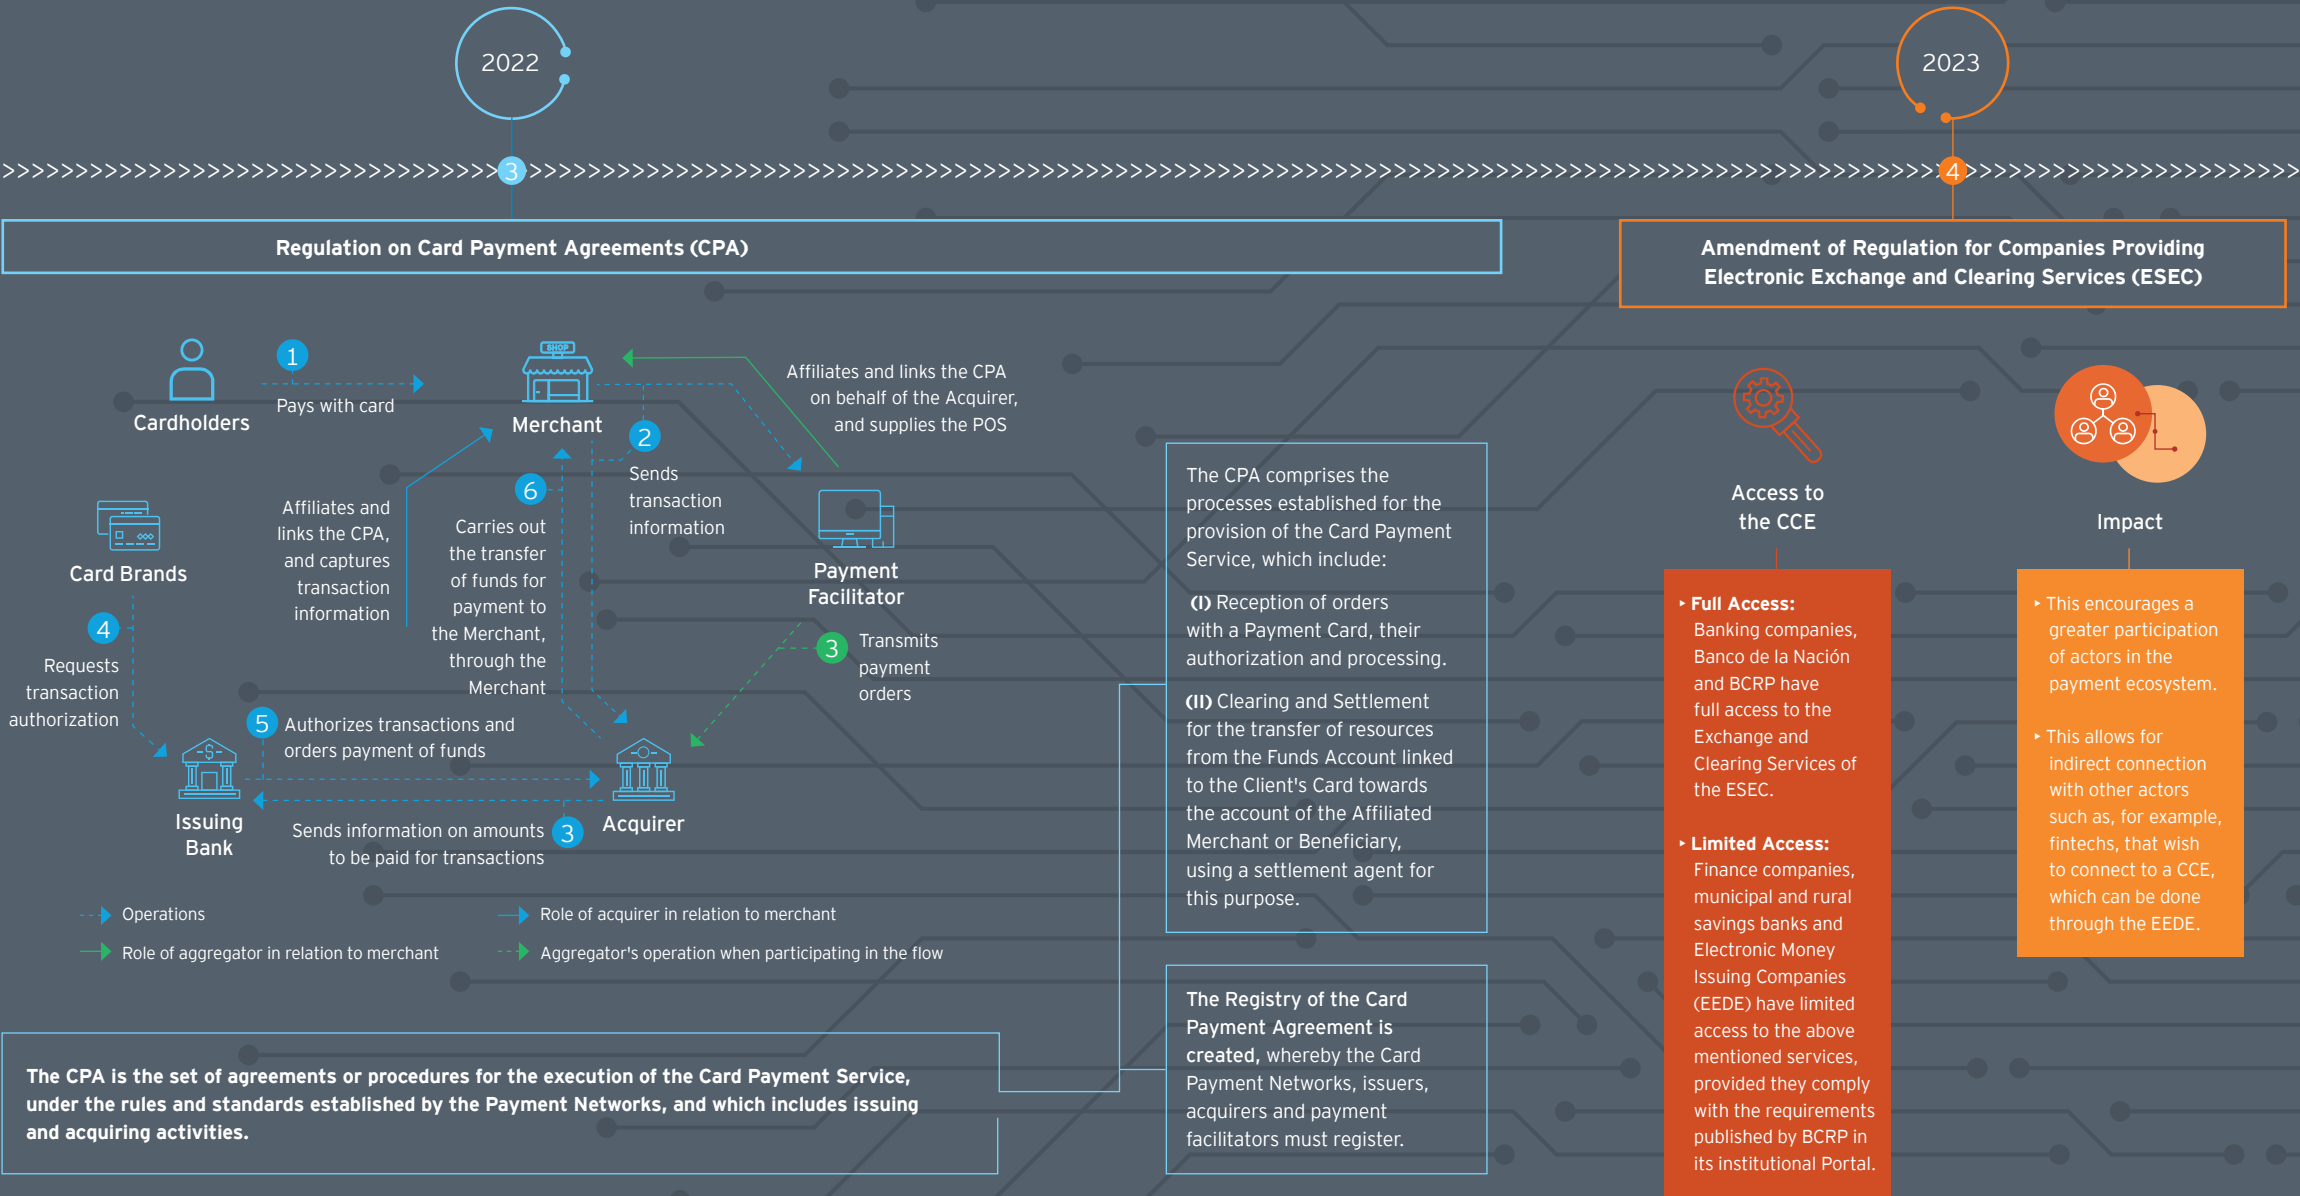 2022
2023
3
4
Regulation on Card Payment Agreements (CPA)
Amendment of Regulation for Companies Providing
Electronic Exchange and Clearing Services (ESEC)
Cardholders
1
Pays with card
SHOP
Merchant
2
Sends
transaction
information
Affiliates and links the CPA
on behalf of the Acquirer,
and supplies the POS
Card Brands
Affiliates and
links the CPA,
and captures
transaction
information
6
Carries out
the transfer
of funds for
payment to
the Merchant,
through the
Merchant
Payment
Facilitator
4
Requests
transaction
authorization
3
Transmits
payment
orders
5
Authorizes transactions and
orders payment of funds
$
Issuing
Bank
Sends information on amounts
to be paid for transactions
3
Acquirer
Operations
Role of acquirer in relation to merchant
Role of aggregator in relation to merchant
Aggregator's operation when participating in the flow
The CPA is the set of agreements or procedures for the execution of the Card Payment Service,
under the rules and standards established by the Payment Networks, and which includes issuing
and acquiring activities.
The CPA comprises the
processes established for the
provision of the Card Payment
Service, which include:
(I) Reception of orders
with a Payment Card, their
authorization and processing.
(II) Clearing and Settlement
for the transfer of resources
from the Funds Account linked
to the Client's Card towards
the account of the Affiliated
Merchant or Beneficiary,
using a settlement agent for
this purpose.
The Registry of the Card
Payment Agreement is
created, whereby the Card
Payment Networks, issuers,
acquirers and payment
facilitators must register.
Access to
the CCE
‣ Full Access:
Banking companies,
Banco de la Nación
and BCRP have
full access to the
Exchange and
Clearing Services of
the ESEC.
‣ Limited Access:
Finance companies,
municipal and rural
savings banks and
Electronic Money
Issuing Companies
(EEDE) have limited
access to the above
mentioned services,
provided they comply
with the requirements
published by BCRP in
its institutional Portal.
Impact
‣ This encourages a
greater participation
of actors in the
payment ecosystem.
‣ This allows for
indirect connection
with other actors
such as, for example,
fintechs, that wish
to connect to a CCE,
which can be done
through the EEDE.